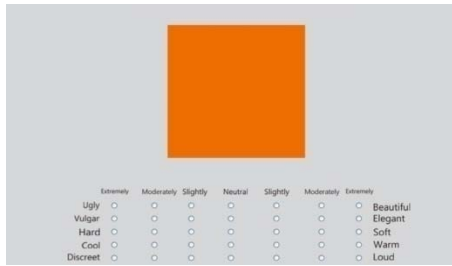 Extremely Moderately Slightly Neutral Slightly Moderately Extremely
Ugly Beautiful
Vulgar Elegant
Hard Soft
Cool Warm
Discreet Loud